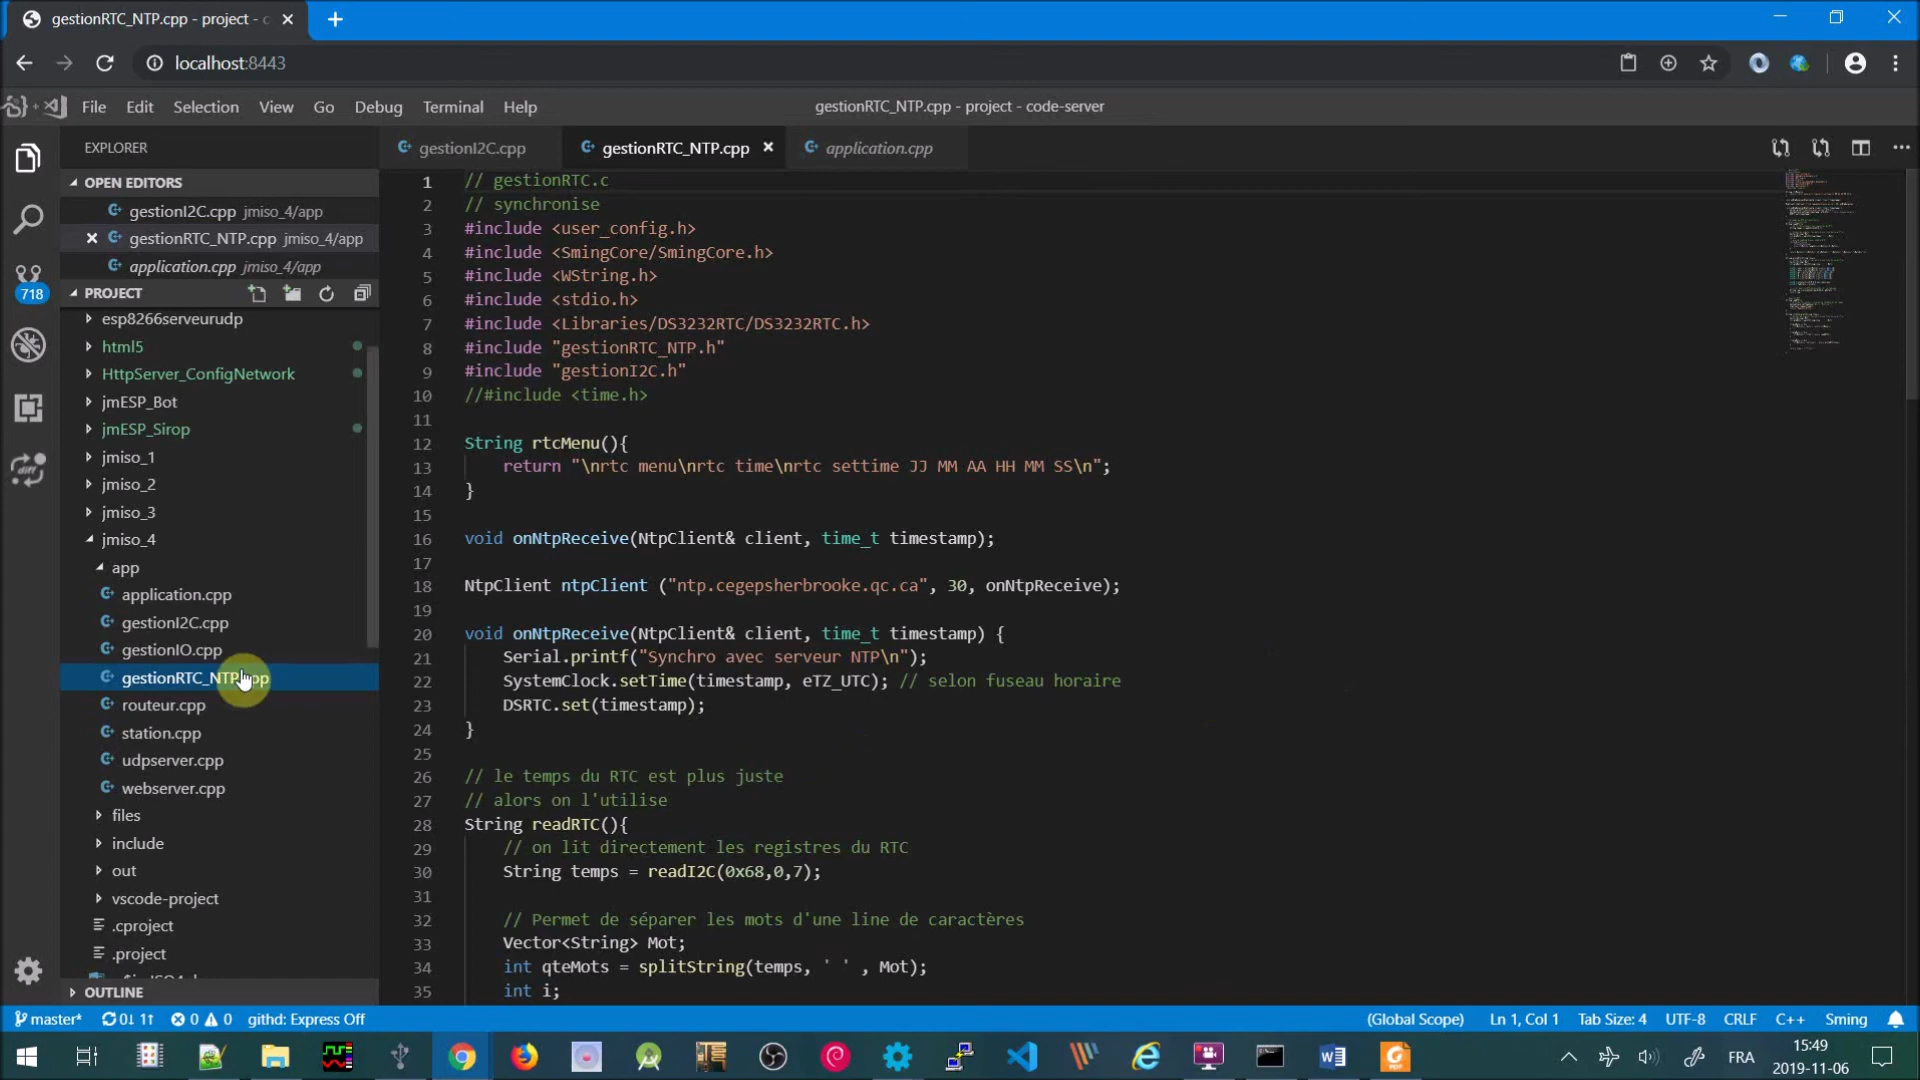 gestionRTC_NTP.cpp - project - c
localhost:8443
File Edit Selection View Go Debug Terminal Help
gestionRTC_NTP.cpp - project - code-server
EXPLORER
OPEN EDITORS
gestionI2C.cpp jmiso_4/app
gestionRTC_NTP.cpp jmiso_4/app
application.cpp jmiso_4/app
718
PROJECT
esp8266serveurudp
html5
HttpServer_ConfigNetwork
jmESP_Bot
jmESP_Sirop
jmiso_1
jmiso_2
jmiso_3
jmiso_4
app
application.cpp
gestionI2C.cpp
gestionIO.cpp
gestionRTC_NTP.cpp
routeur.cpp
station.cpp
udpserver.cpp
webserver.cpp
files
include
out
vscode-project
.cproject
.project
OUTLINE
gestionI2C.cpp gestionRTC_NTP.cpp application.cpp
1 // gestionRTC.c
2 // synchronise
3 #include <user_config.h>
4 #include <SmingCore/SmingCore.h>
5 #include <WString.h>
6 #include <stdio.h>
7 #include <Libraries/DS3232RTC/DS3232RTC.h>
8 #include "gestionRTC_NTP.h"
9 #include "gestionI2C.h"
10 //#include <time.h>
11
12 String rtcMenu(){
13 return "\nrtc menu\nrtc time\nrtc settime JJ MM AA HH MM SS\n";
14 }
15
16 void onNtpReceive(NtpClient& client, time_t timestamp);
17
18 NtpClient ntpClient ("ntp.cegepsherbrooke.qc.ca", 30, onNtpReceive);
19
20 void onNtpReceive(NtpClient& client, time_t timestamp) {
21 Serial.printf("Synchro avec serveur NTP\n");
22 SystemClock.setTime(timestamp, eTZ_UTC); // selon fuseau horaire
23 DSRTC.set(timestamp);
24 }
25
26 // le temps du RTC est plus juste
27 // alors on l'utilise
28 String readRTC(){
29 // on lit directement les registres du RTC
30 String temps = readI2C(0x68,0,7);
31
32 // Permet de séparer les mots d'une line de caractères
33 Vector<String> Mot;
34 int qteMots = splitString(temps, ' ' , Mot);
35 int i;
master* 0↓ 1↑ 0 0 githd: Express Off
(Global Scope) Ln 1, Col 1 Tab Size: 4 UTF-8 CRLF C++ Sming
FRA
15:49
2019-11-06